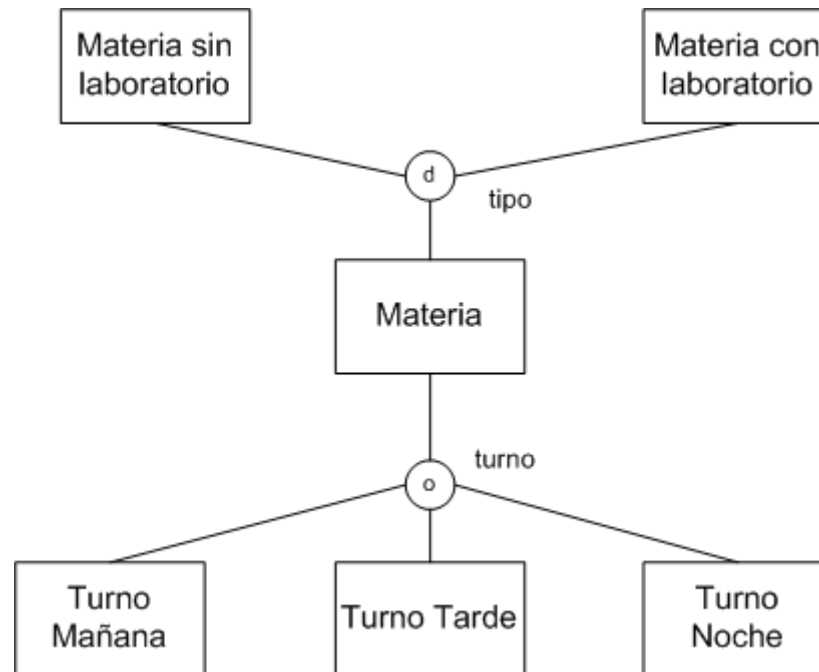 Materia sin
laboratorio
Materia con
laboratorio
d
tipo
Materia
turno
o
Turno
Mañana
Turno Tarde
Turno
Noche